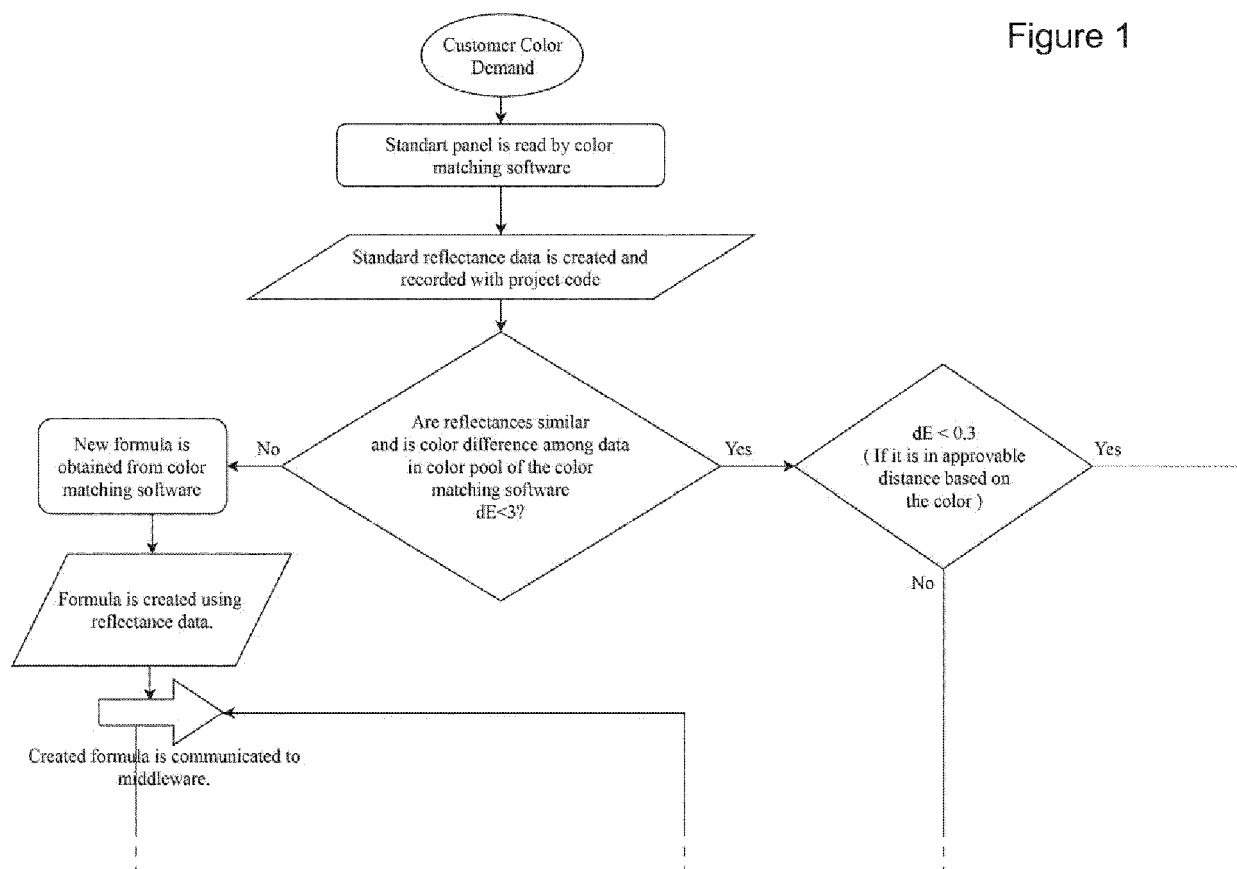 Figure 1
Customer Color
Demand
Standart panel is read by color
matching software
Standard reflectance data is created and
recorded with project code
Are reflectances similar
and is color difference among data
in color pool of the color
matching software
dE<3?
No
Yes
New formula is
obtained from color
matching software
dE < 0.3
( If it is in approvable
distance based on
the color )
Yes
No
Formula is created using
reflectance data.
Created formula is communicated to
middleware.